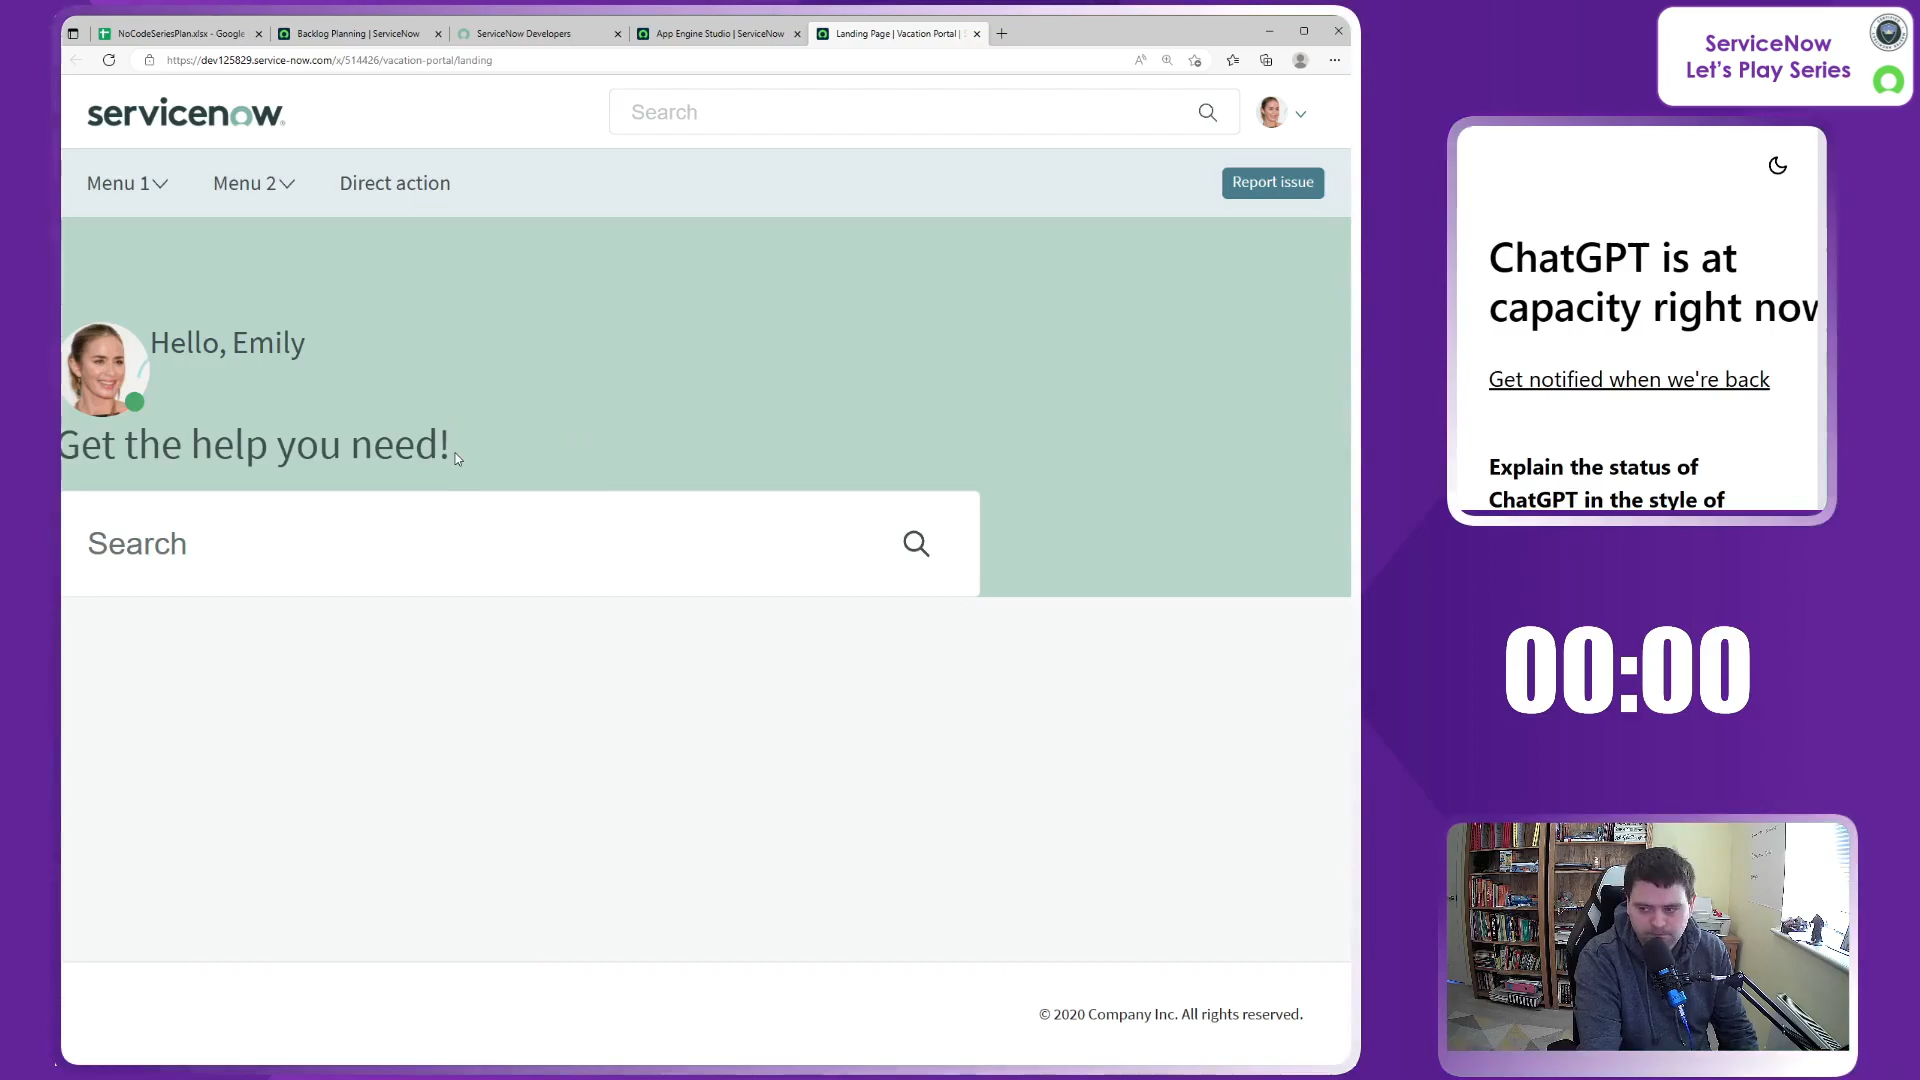 NoCodeSeriesPlan.xlsx - Google
Backlog Planning | ServiceNow
ServiceNow Developers
App Engine Studio | ServiceNow
Landing Page | Vacation Portal |
https://dev125829.service-now.com/x/514426/vacation-portal/landing
servicenow
Search
Menu 1
Menu 2
Direct action
Report issue
Hello, Emily
Get the help you need!
Search
© 2020 Company Inc. All rights reserved.
ServiceNow
Let's Play Series
ChatGPT is at
capacity right now
Get notified when we're back
Explain the status of
ChatGPT in the style of
00:00